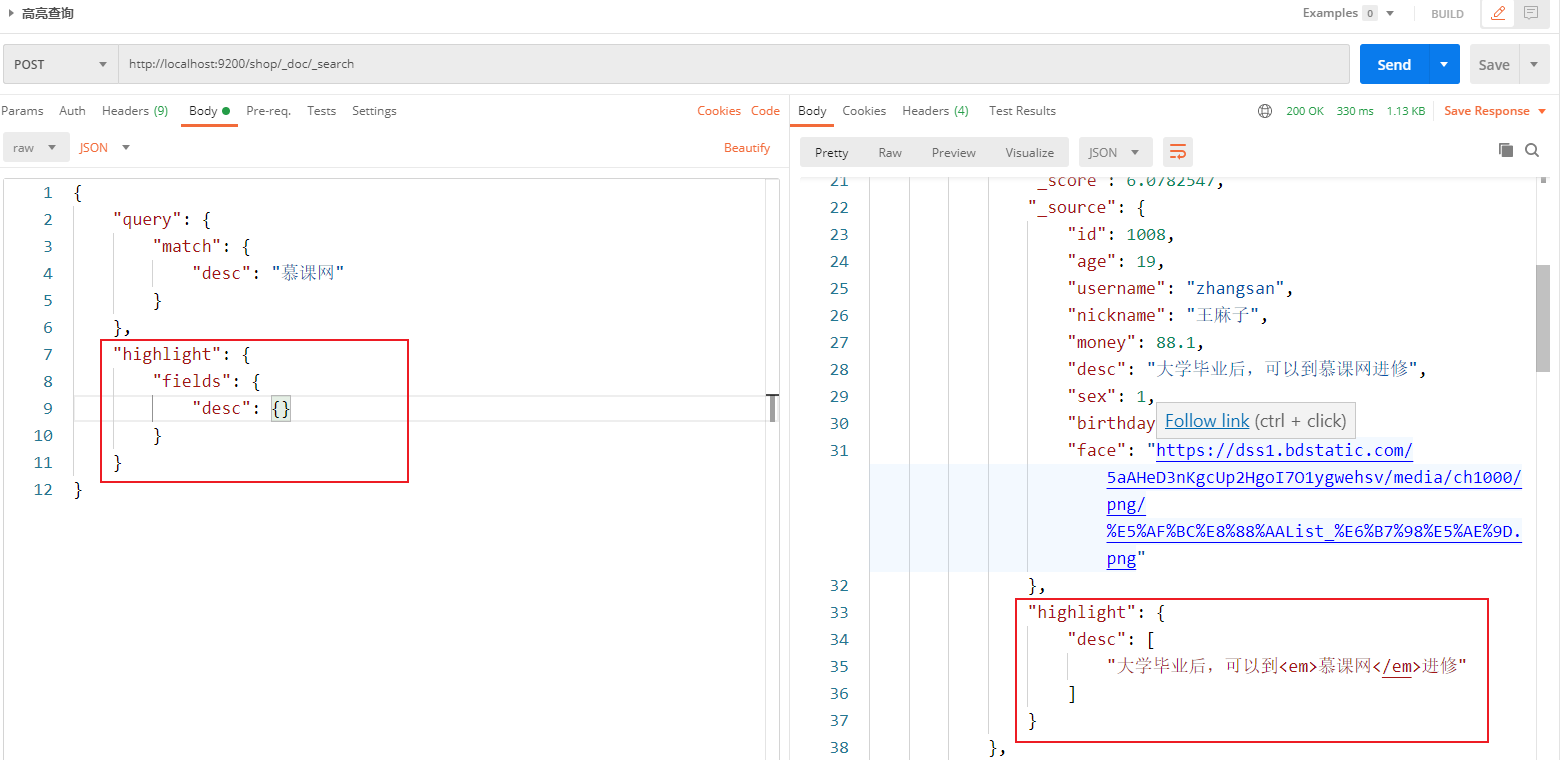 高亮查询
Examples 0
BUILD
POST
http://localhost:9200/shop/_doc/_search
Send
Save
Params Auth Headers (9) Body Pre-req. Tests Settings
Cookies Code
raw JSON
Beautify
1 {
2 "query": {
3 "match": {
4 "desc": "慕课网"
5 }
6 },
7 "highlight": {
8 "fields": {
9 "desc": {}
10 }
11 }
12 }
Body Cookies Headers (4) Test Results
200 OK 330 ms 1.13 KB Save Response
Pretty Raw Preview Visualize JSON
21 _score : 6.0782547,
22 "_source": {
23 "id": 1008,
24 "age": 19,
25 "username": "zhangsan",
26 "nickname": "王麻子",
27 "money": 88.1,
28 "desc": "大学毕业后，可以到慕课网进修",
29 "sex": 1,
30 "birthday
Follow link (ctrl + click)
31 "face": "https://dss1.bdstatic.com/
5aAHeD3nKgcUp2HgoI7O1ygwehsv/media/ch1000/
png/
%E5%AF%BC%E8%88%AAList_%E6%B7%98%E5%AE%9D.
png"
32 },
33 "highlight": {
34 "desc": [
35 "大学毕业后，可以到<em>慕课网</em>进修"
36 ]
37 }
38 },